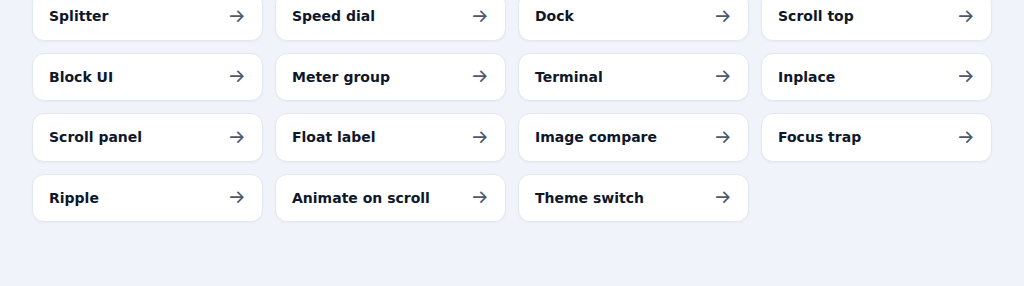 Splitter
Speed dial
Dock
Scroll top
Block UI
Meter group
Terminal
Inplace
Scroll panel
Float label
Image compare
Focus trap
Ripple
Animate on scroll
Theme switch